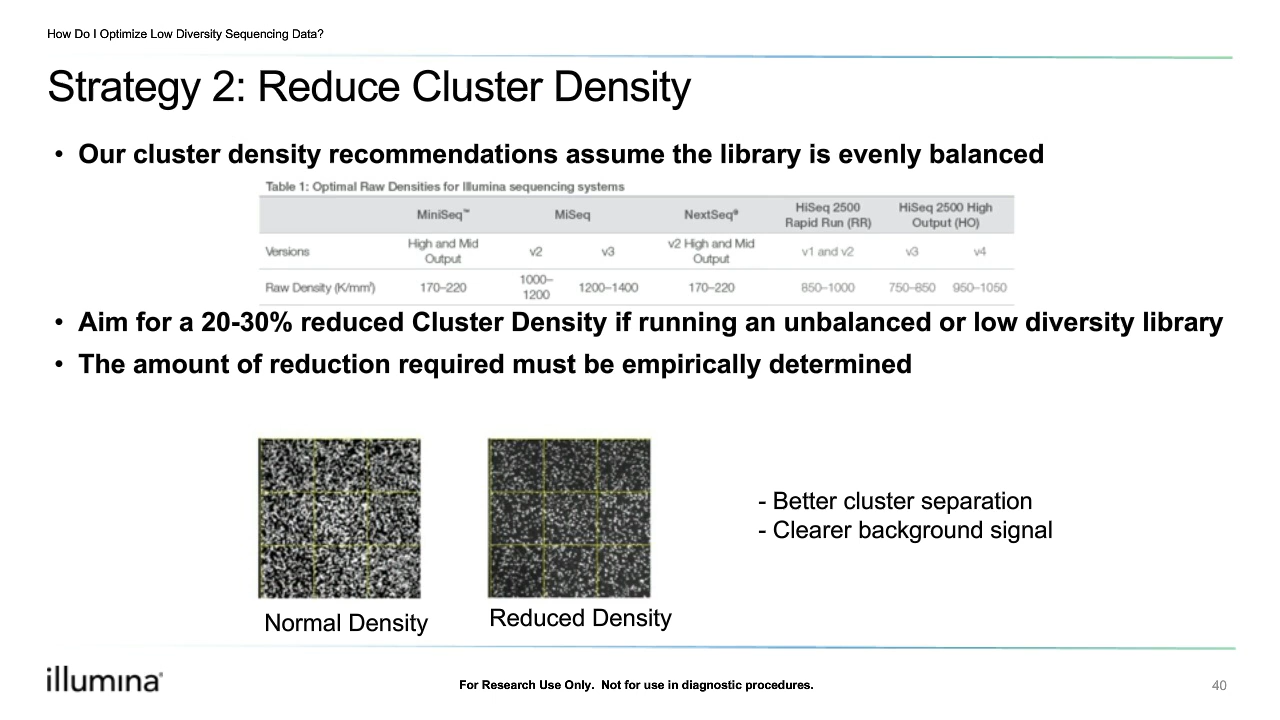 How Do I Optimize Low Diversity Sequencing Data?
Strategy 2: Reduce Cluster Density
• Our cluster density recommendations assume the library is evenly balanced
Table 1: Optimal Raw Densities for Illumina sequencing systems
MiniSeq™ MiSeq NextSeq® HiSeq 2500 Rapid Run (RR) HiSeq 2500 High Output (HO)
Versions High and Mid Output v2 v3 v2 High and Mid Output v1 and v2 v3 v4
Raw Density (K/mm²) 170–220 1000–1200 1200–1400 170–220 850–1000 750–850 950–1050
• Aim for a 20-30% reduced Cluster Density if running an unbalanced or low diversity library
• The amount of reduction required must be empirically determined
- Better cluster separation
- Clearer background signal
Normal Density
Reduced Density
illumina®
For Research Use Only. Not for use in diagnostic procedures.
40